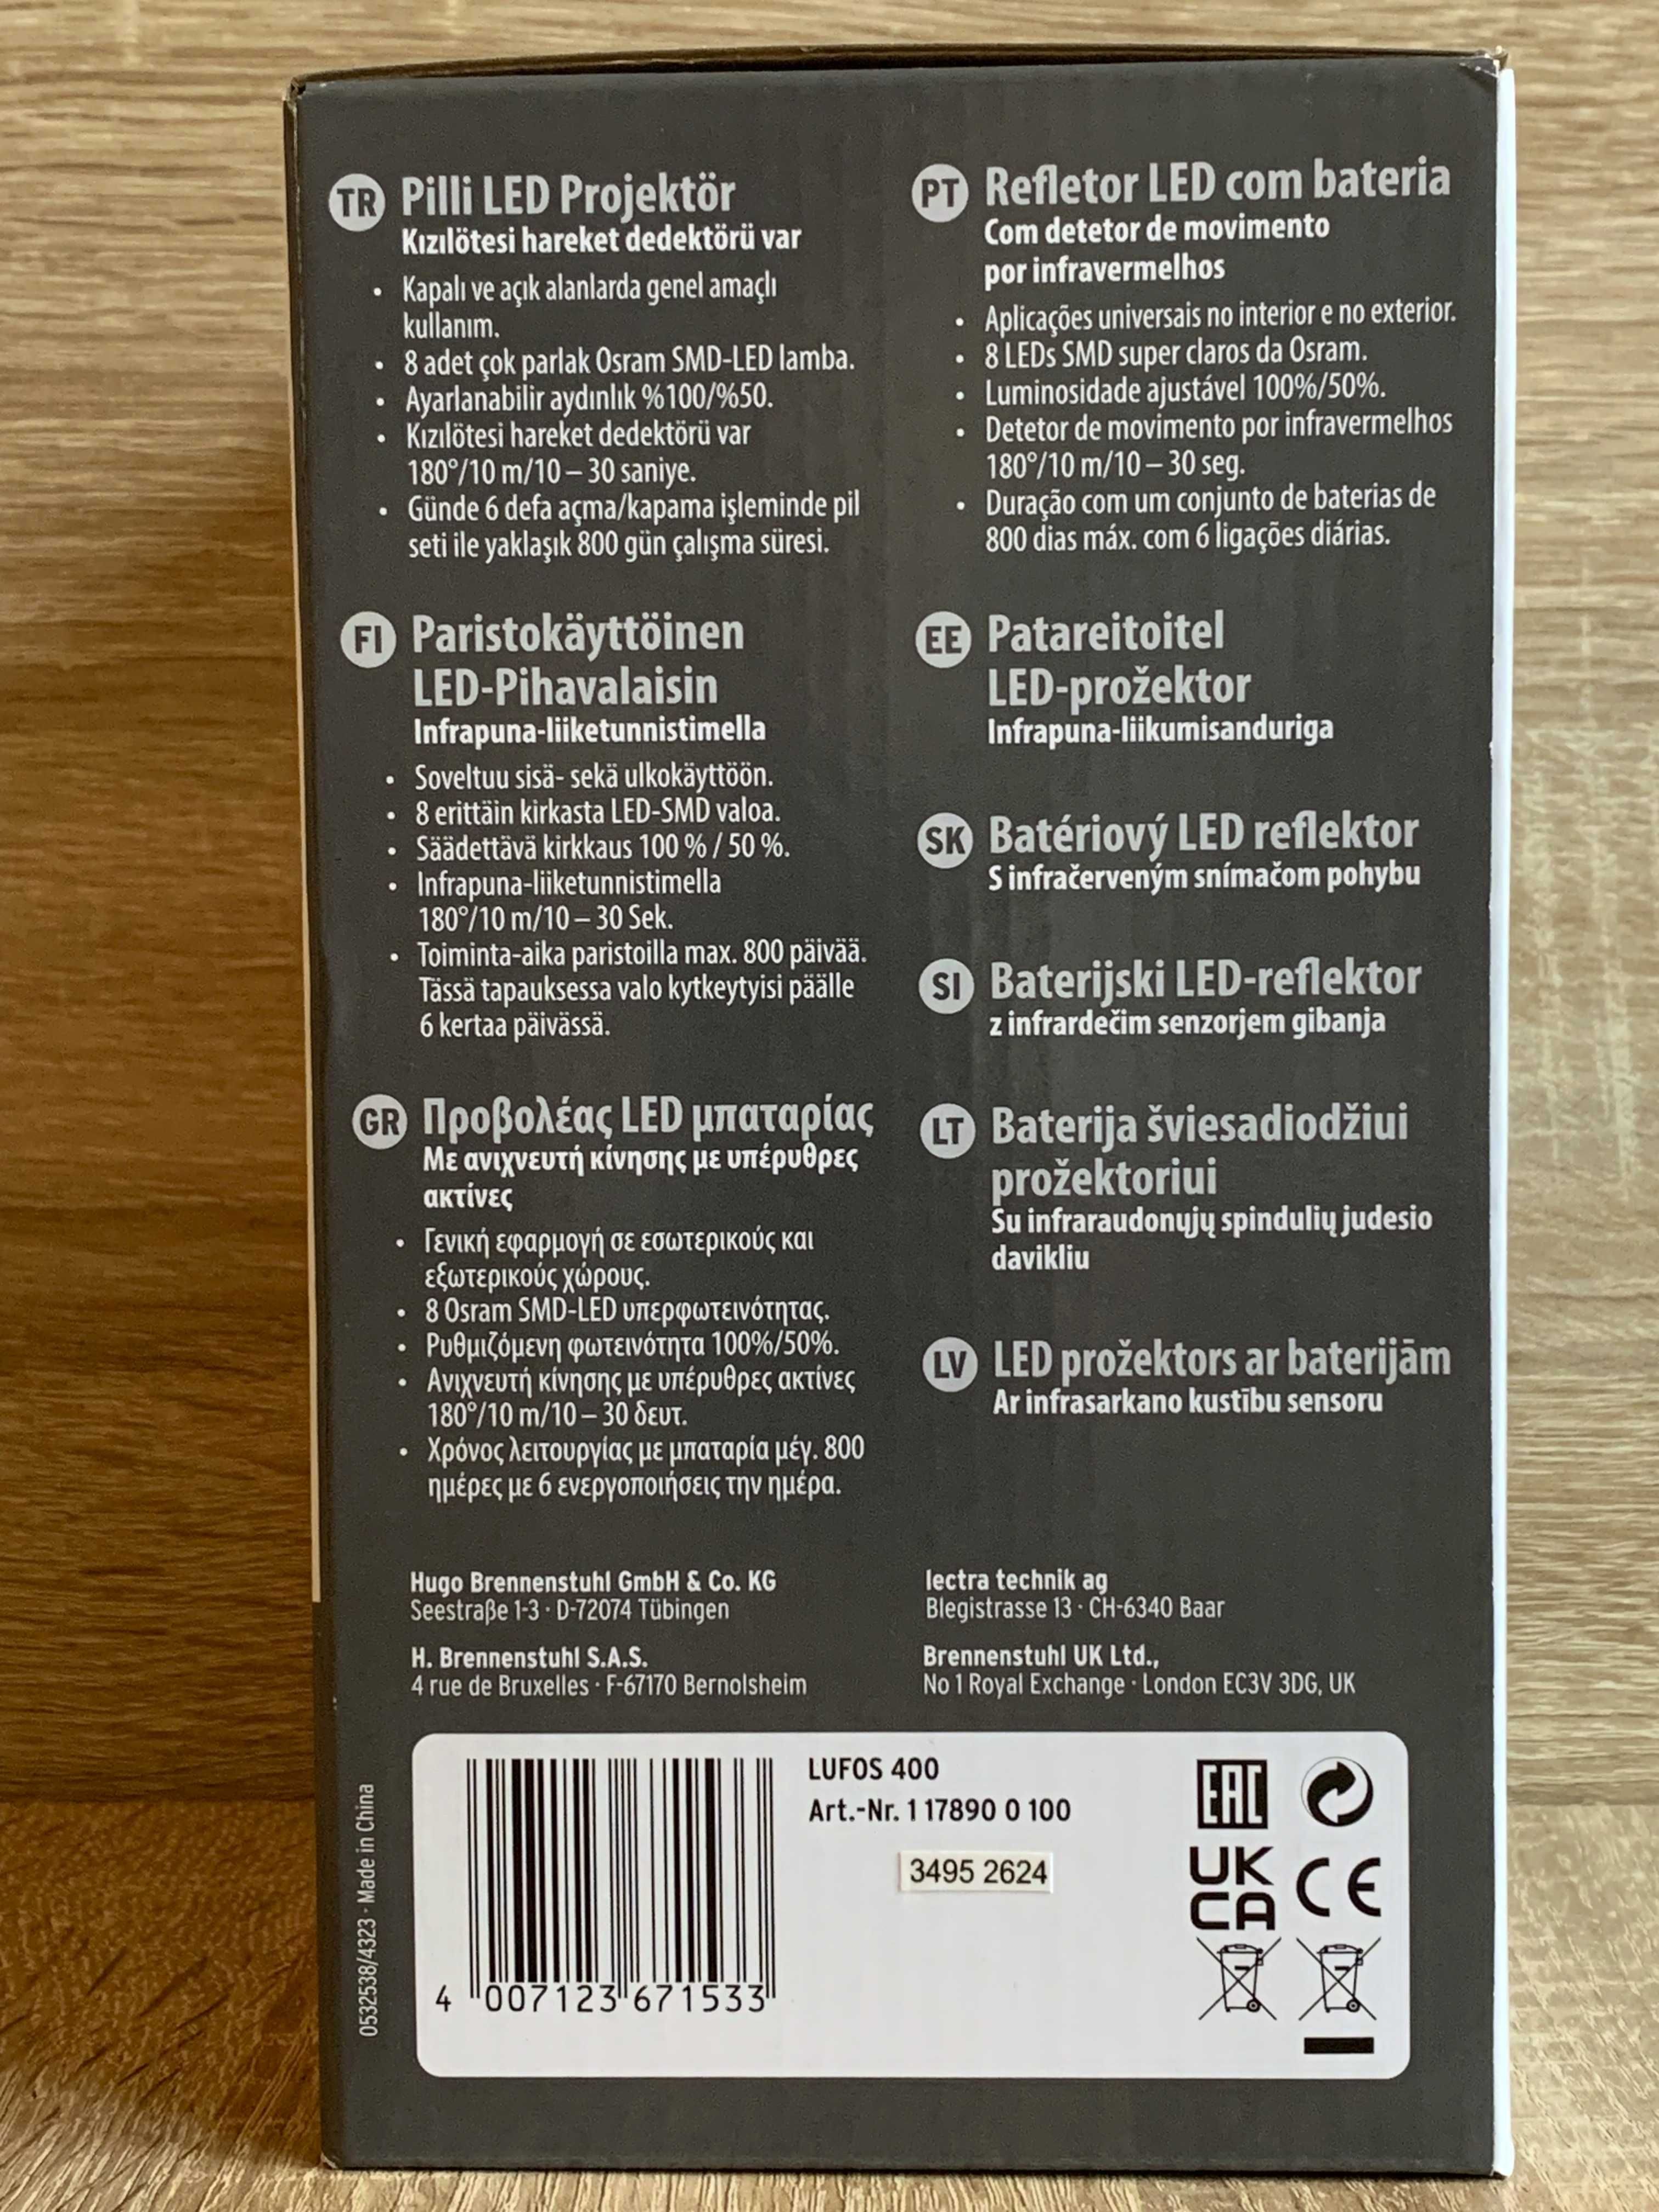 TR Pilli LED Projektör
Kızılötesi hareket dedektörü var
• Kapalı ve açık alanlarda genel amaçlı
kullanım.
• 8 adet çok parlak Osram SMD-LED lamba.
• Ayarlanabilir aydınlık %100/%50.
• Kızılötesi hareket dedektörü var
180°/10 m/10 – 30 saniye.
• Günde 6 defa açma/kapama işleminde pil
seti ile yaklaşık 800 gün çalışma süresi.
FI Paristokäyttöinen
LED-Pihavalaisin
Infrapuna-liiketunnistimella
• Soveltuu sisä- sekä ulkokäyttöön.
• 8 erittäin kirkasta LED-SMD valoa.
• Säädettävä kirkkaus 100 % / 50 %.
• Infrapuna-liiketunnistimella
180°/10 m/10 – 30 Sek.
• Toiminta-aika paristoilla max. 800 päivää.
Tässä tapauksessa valo kytkeytyisi päälle
6 kertaa päivässä.
GR Προβολέας LED μπαταρίας
Με ανιχνευτή κίνησης με υπέρυθρες
ακτίνες
• Γενική εφαρμογή σε εσωτερικούς και
εξωτερικούς χώρους.
• 8 Osram SMD-LED υπερφωτεινότητας.
• Ρυθμιζόμενη φωτεινότητα 100%/50%.
• Ανιχνευτή κίνησης με υπέρυθρες ακτίνες
180°/10 m/10 – 30 δευτ.
• Χρόνος λειτουργίας με μπαταρία μέγ. 800
ημέρες με 6 ενεργοποιήσεις την ημέρα.
PT Refletor LED com bateria
Com detetor de movimento
por infravermelhos
• Aplicações universais no interior e no exterior.
• 8 LEDs SMD super claros da Osram.
• Luminosidade ajustável 100%/50%.
• Detetor de movimento por infravermelhos
180°/10 m/10 – 30 seg.
• Duração com um conjunto de baterias de
800 dias máx. com 6 ligações diárias.
EE Patareitoitel
LED-prožektor
Infrapuna-liikumisanduriga
SK Batériový LED reflektor
S infračerveným snímačom pohybu
SI Baterijski LED-reflektor
z infrardečim senzorjem gibanja
LT Baterija šviesadiodžiui
prožektoriui
Su infraraudonųjų spindulių judesio
davikliu
LV LED prožektors ar baterijām
Ar infrasarkano kustību sensoru
Hugo Brennenstuhl GmbH & Co. KG
Seestraße 1-3 · D-72074 Tübingen
H. Brennenstuhl S.A.S.
4 rue de Bruxelles · F-67170 Bernolsheim
lectra technik ag
Blegistrasse 13 · CH-6340 Baar
Brennenstuhl UK Ltd.,
No 1 Royal Exchange · London EC3V 3DG, UK
0532538/4323 · Made in China
LUFOS 400
Art.-Nr. 1 17890 0 100
3495 2624
4 007123 671533
EAC
UK
CA
CE